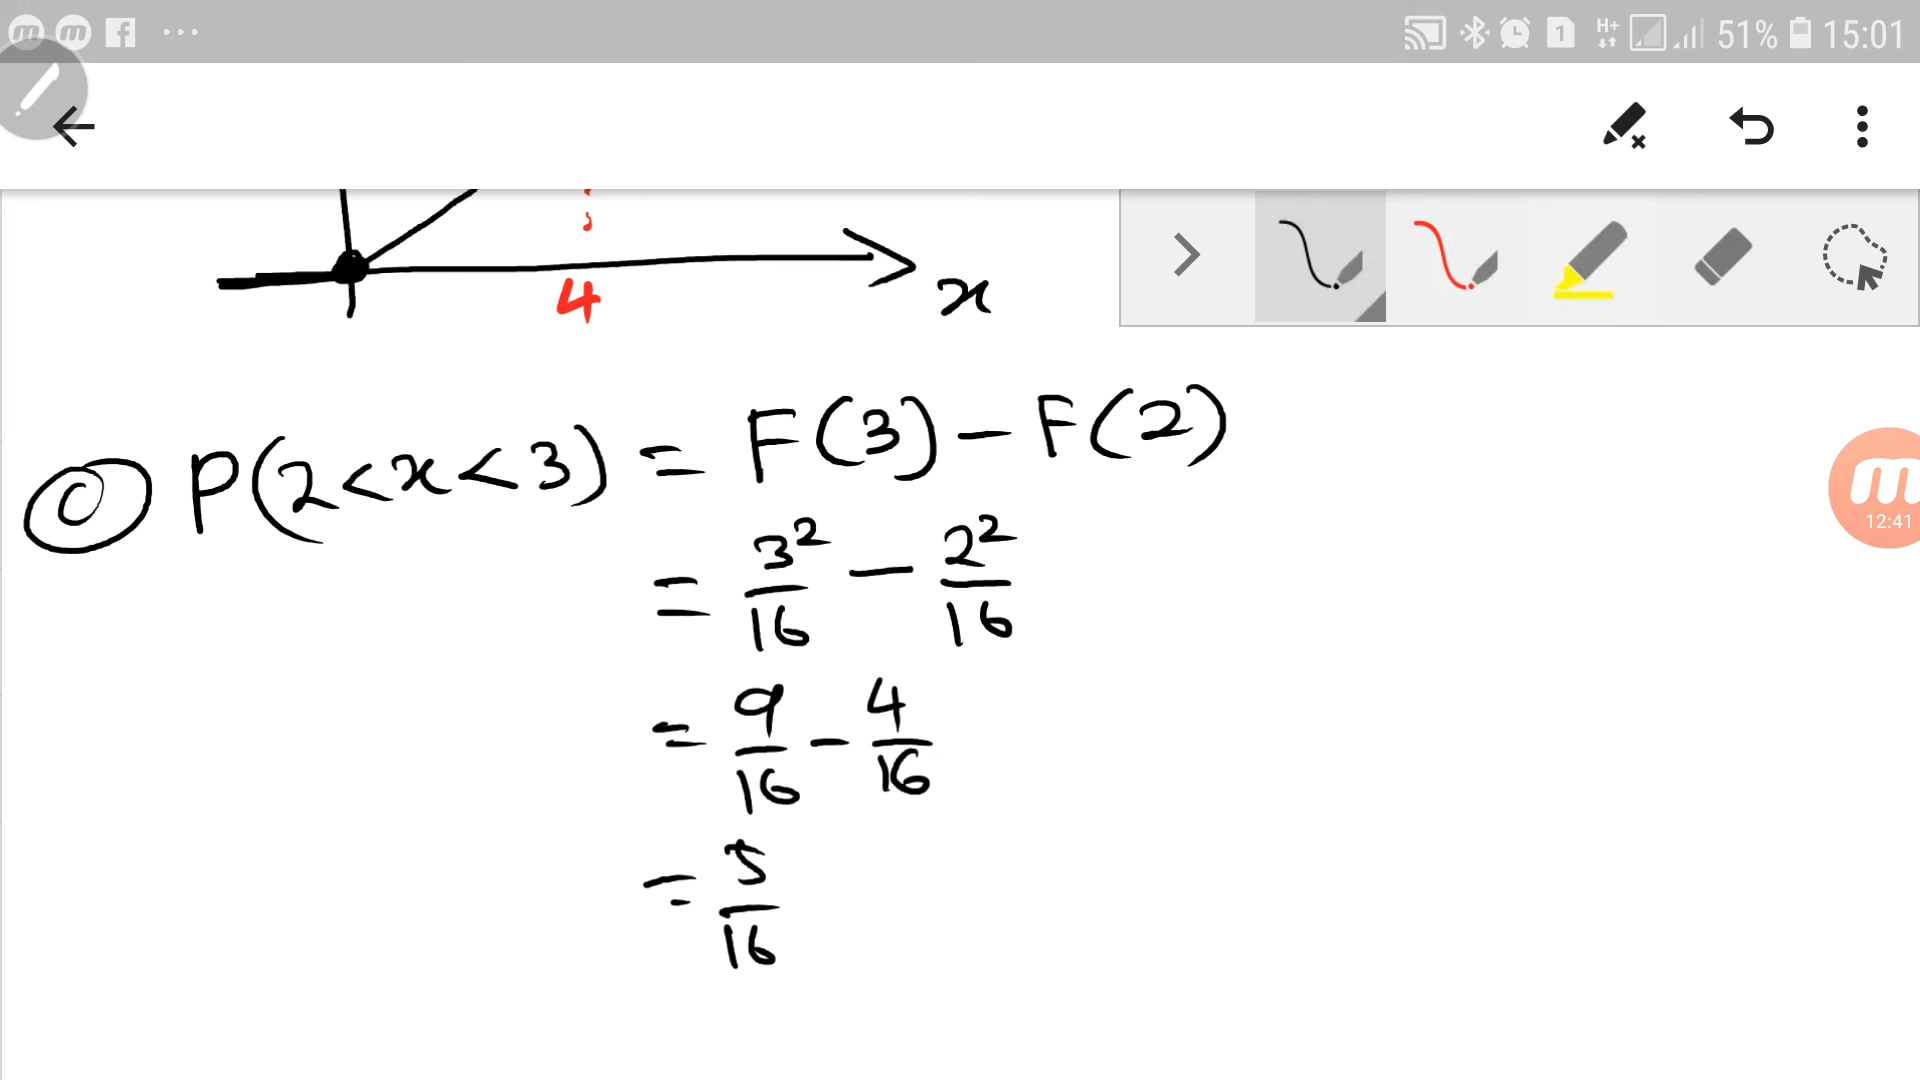 51% 15:01
4
x
© P(2<x<3) = F(3) - F(2)
= 3²/16 - 2²/16
= 9/16 - 4/16
= 5/16
12:41